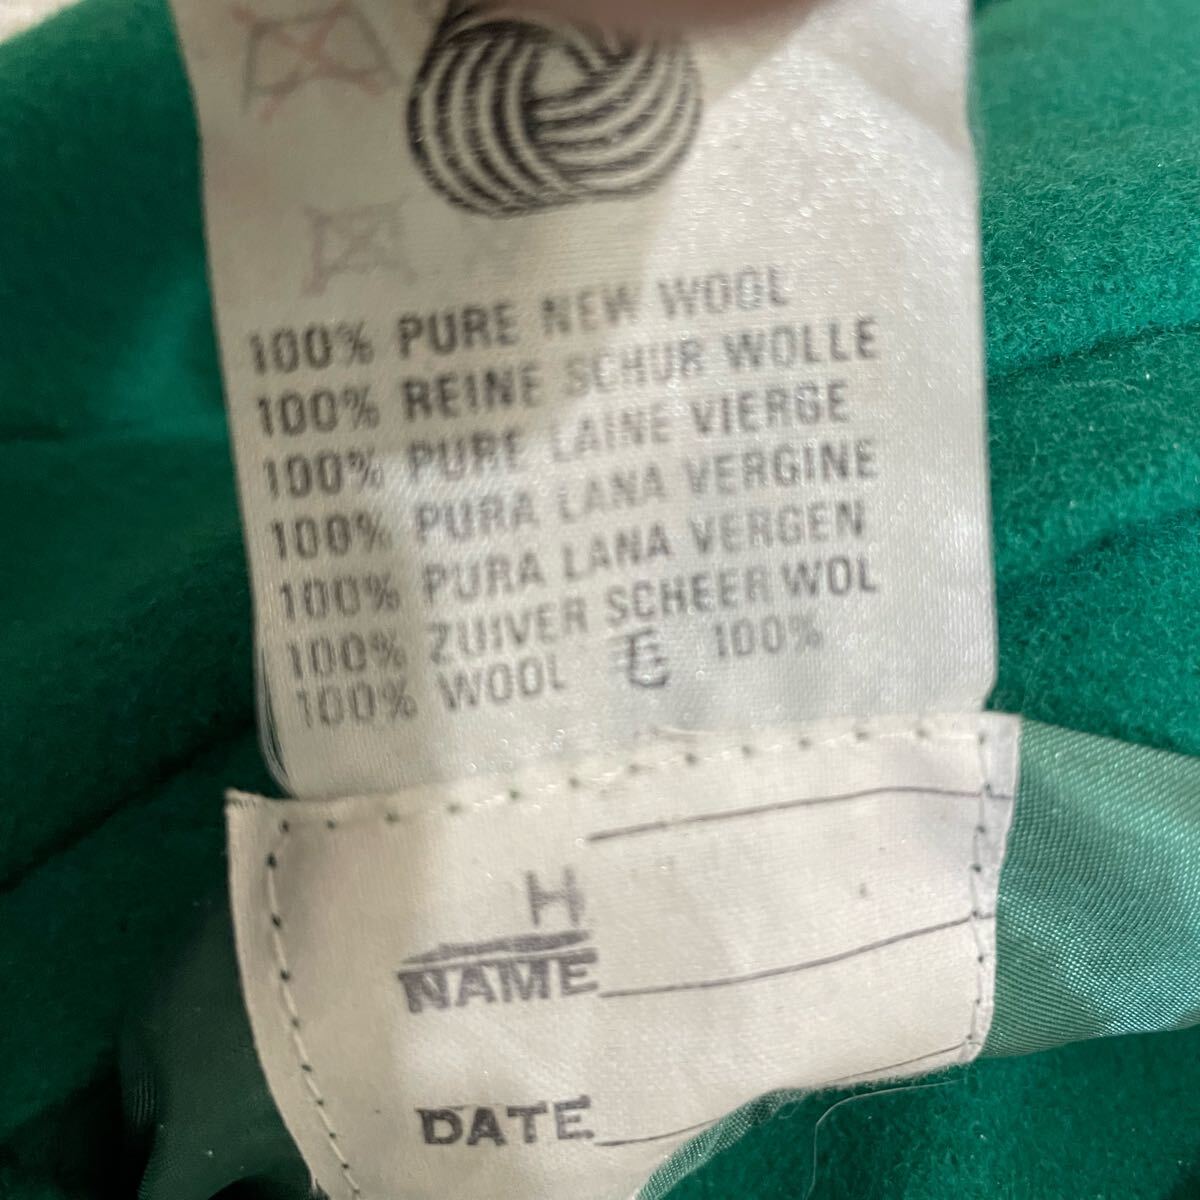 100% PURE NEW WOOL
100% REINE SCHUR WOLLE
100% PURE LAINE VIERGE
100% PURA LANA VERGINE
100% PURA LANA VERGEN
100% ZUIVER SCHEER WOL
100% WOOL 100%
H
NAME
DATE